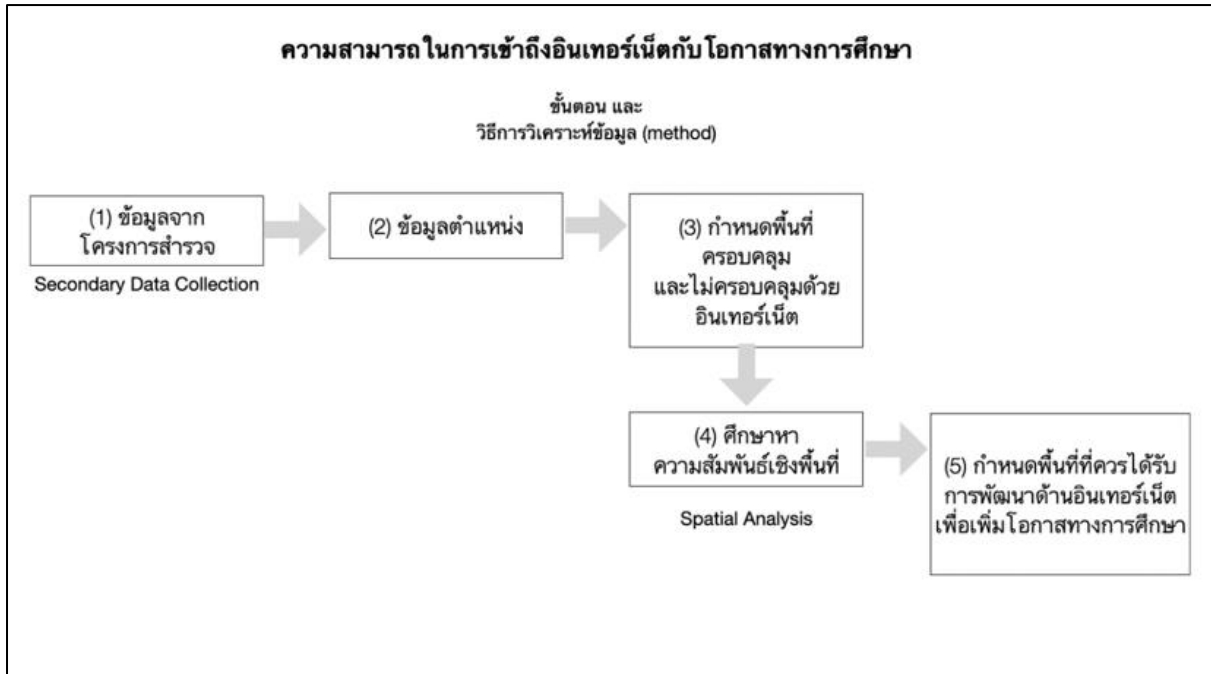 ความสามารถในการเข้าถึงอินเทอร์เน็ตกับโอกาสทางการศึกษา
ขั้นตอน และ
วิธีการวิเคราะห์ข้อมูล (method)
(1) ข้อมูลจาก
โครงการสำรวจ
Secondary Data Collection
(2) ข้อมูลตำแหน่ง
(3) กำหนดพื้นที่
ครอบคลุม
และไม่ครอบคลุมด้วย
อินเทอร์เน็ต
(4) ศึกษาหา
ความสัมพันธ์เชิงพื้นที่
Spatial Analysis
(5) กำหนดพื้นที่ที่ควรได้รับ
การพัฒนาด้านอินเทอร์เน็ต
เพื่อเพิ่มโอกาสทางการศึกษา